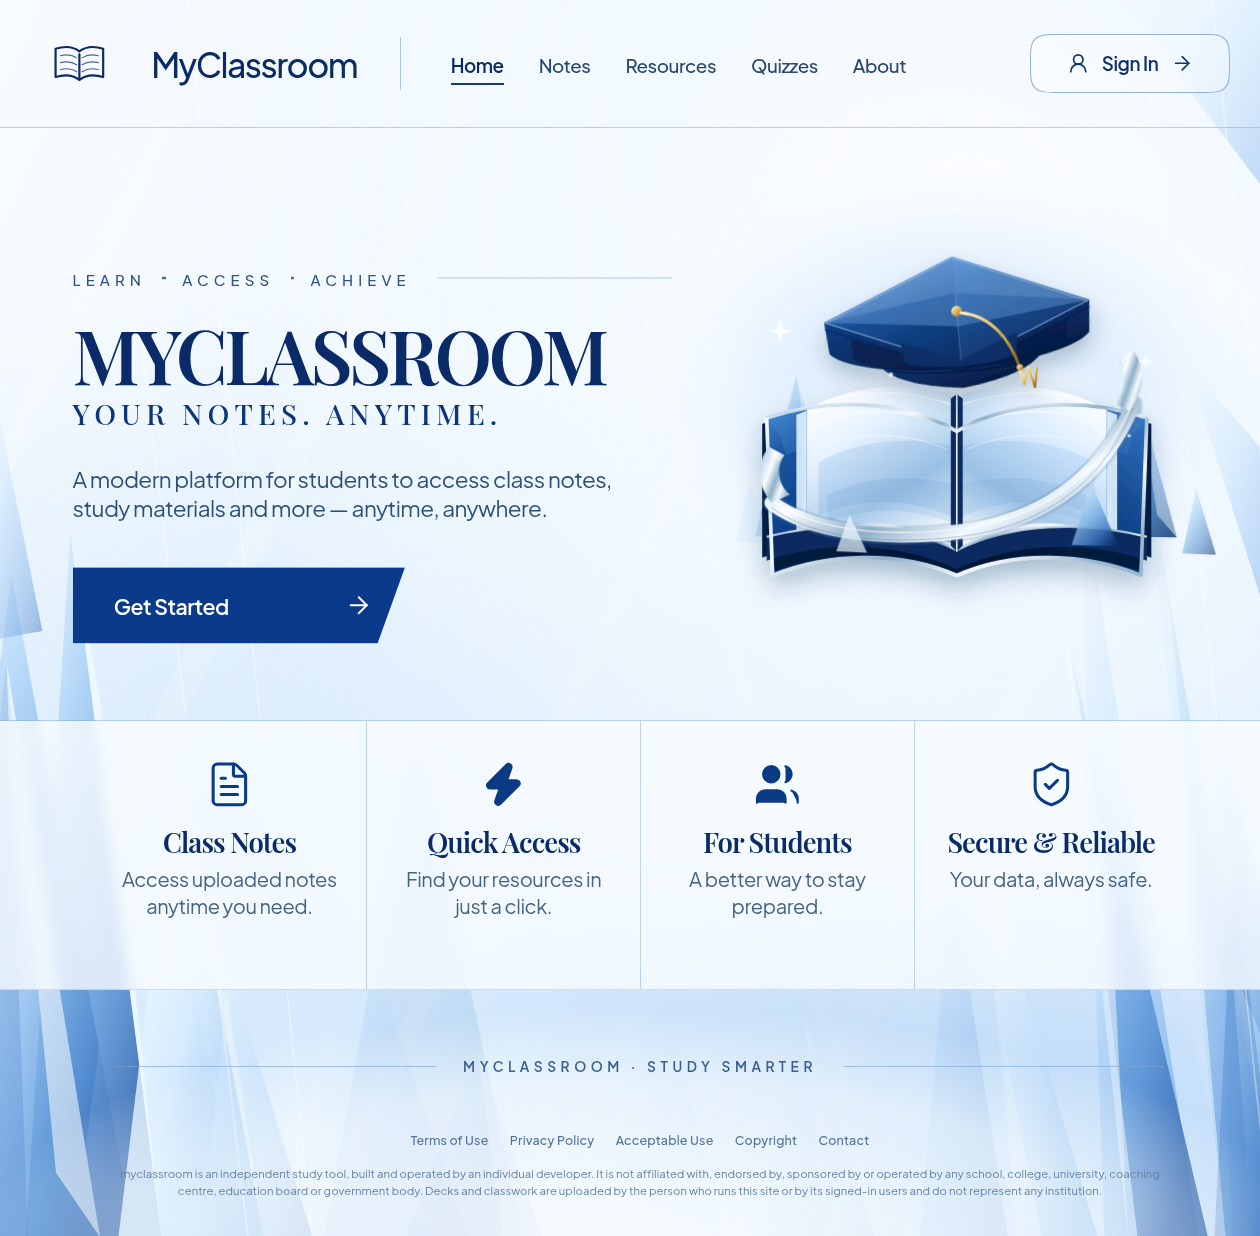 MyClassroom
Home Notes Resources Quizzes About
Sign In
LEARN · ACCESS · ACHIEVE
MYCLASSROOM
YOUR NOTES. ANYTIME.
A modern platform for students to access class notes,
study materials and more — anytime, anywhere.
Get Started
Class Notes
Access uploaded notes
anytime you need.
Quick Access
Find your resources in
just a click.
For Students
A better way to stay
prepared.
Secure & Reliable
Your data, always safe.
MYCLASSROOM · STUDY SMARTER
Terms of Use Privacy Policy Acceptable Use Copyright Contact
myclassroom is an independent study tool, built and operated by an individual developer. It is not affiliated with, endorsed by, sponsored by or operated by any school, college, university, coaching
centre, education board or government body. Decks and classwork are uploaded by the person who runs this site or by its signed-in users and do not represent any institution.